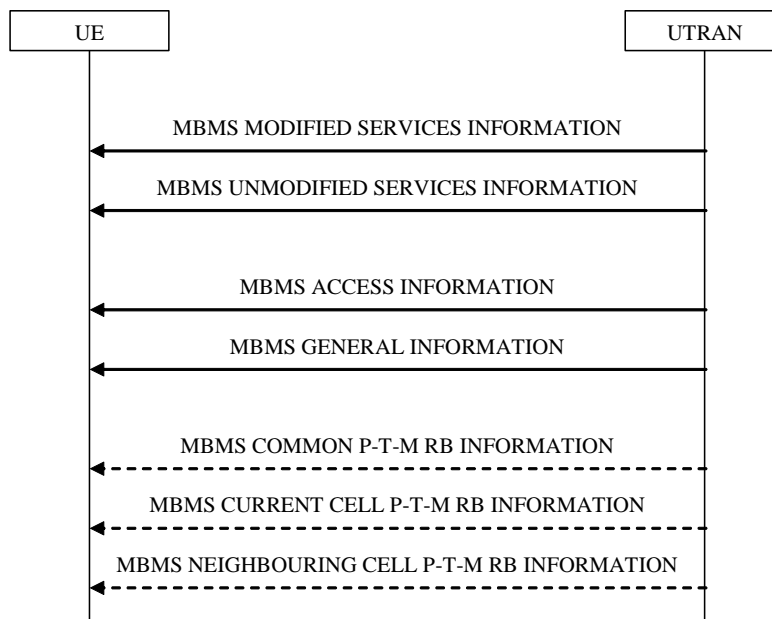 UE
UTRAN
MBMS MODIFIED SERVICES INFORMATION
MBMS UNMODIFIED SERVICES INFORMATION
MBMS ACCESS INFORMATION
MBMS GENERAL INFORMATION
MBMS COMMON P-T-M RB INFORMATION
MBMS CURRENT CELL P-T-M RB INFORMATION
MBMS NEIGHBOURING CELL P-T-M RB INFORMATION